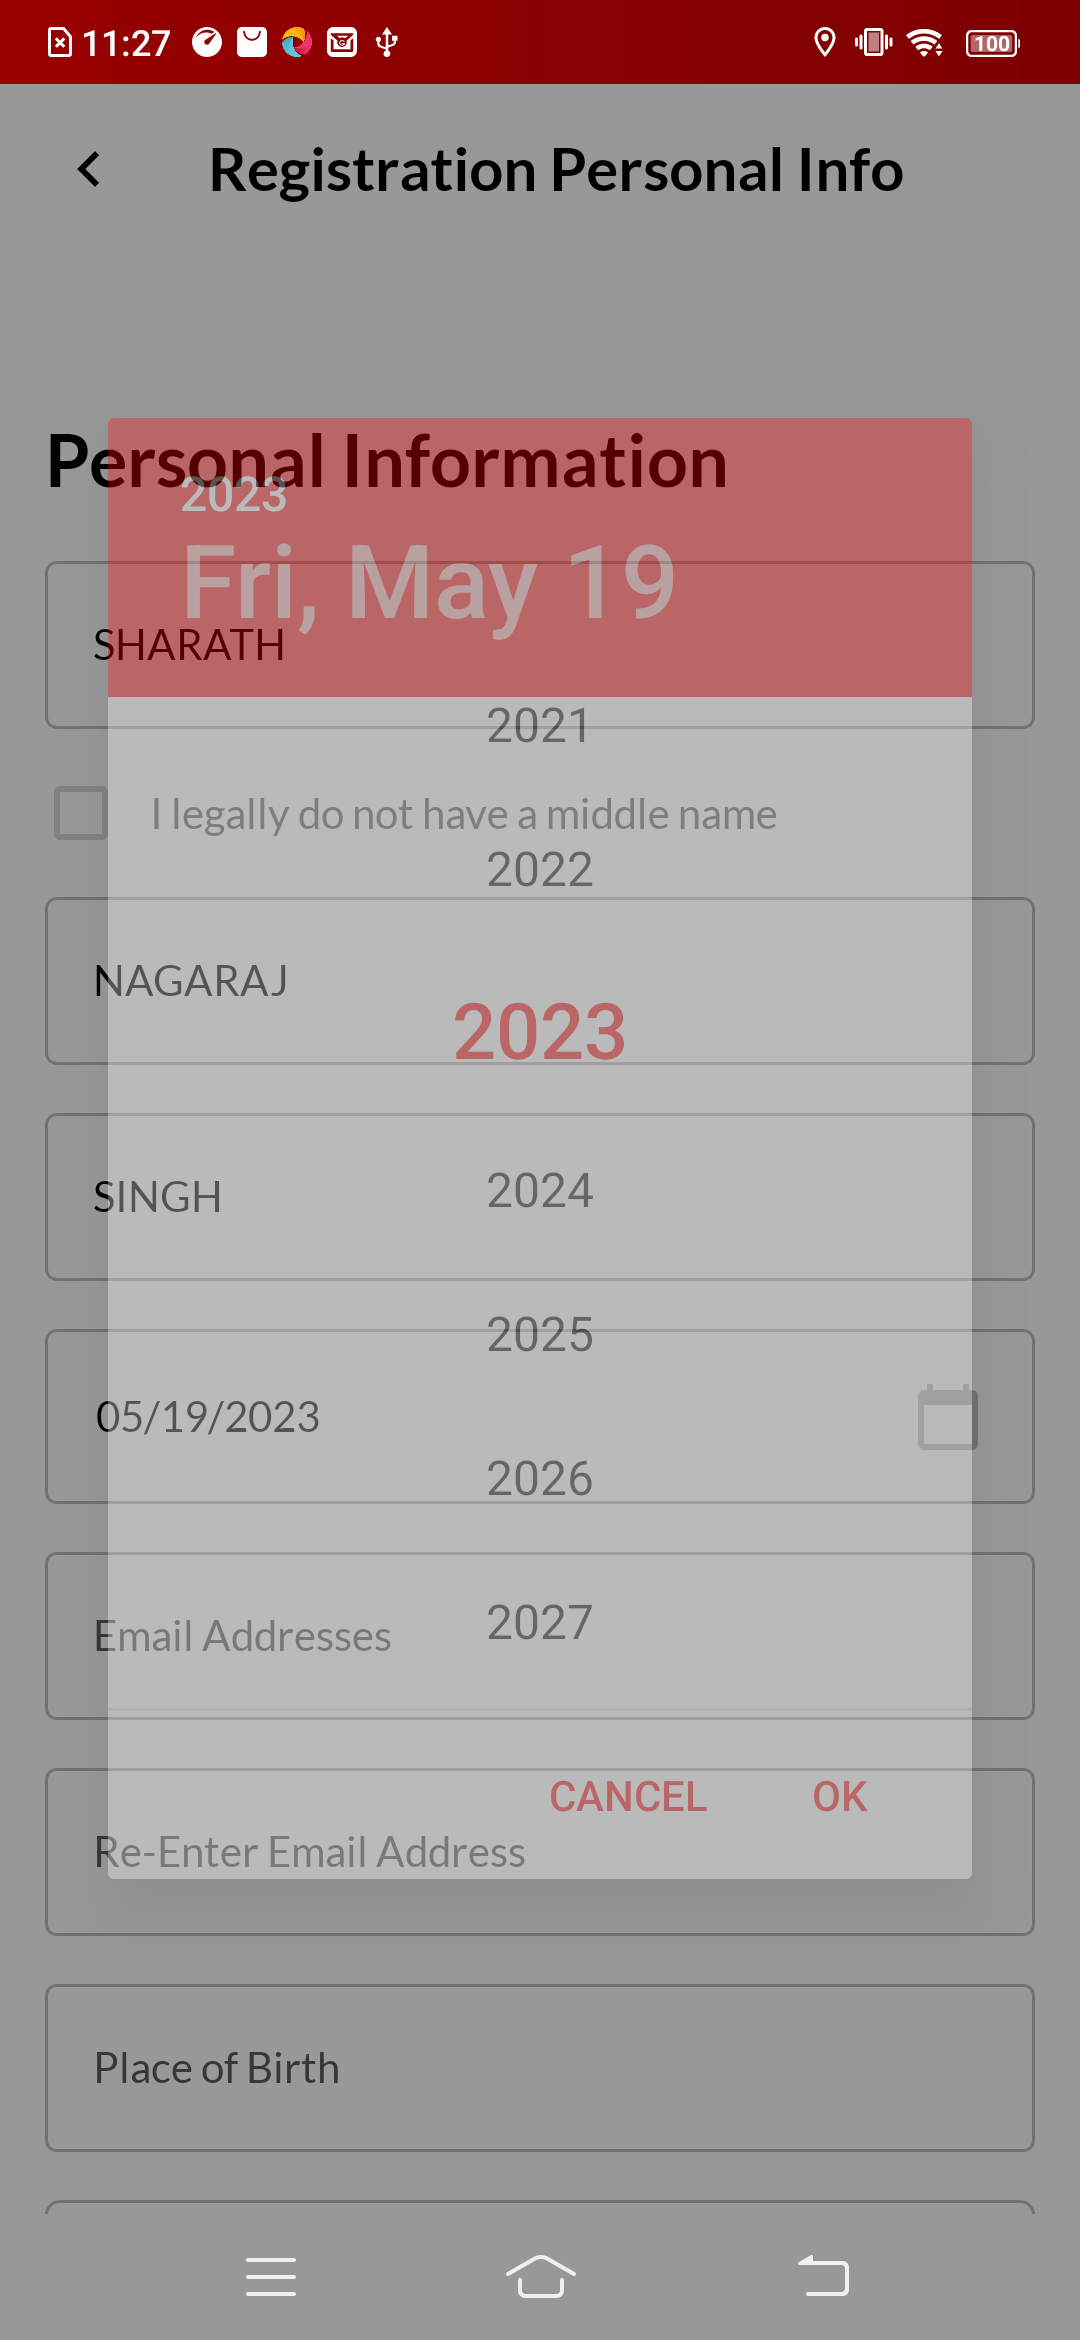 11:27
100
Registration Personal Info
Personal Information
2023
Fri, May 19
SHARATH
2021
I legally do not have a middle name
2022
NAGARAJ
2023
SINGH
2024
2025
05/19/2023
2026
Email Addresses
2027
CANCEL OK
Re-Enter Email Address
Place of Birth